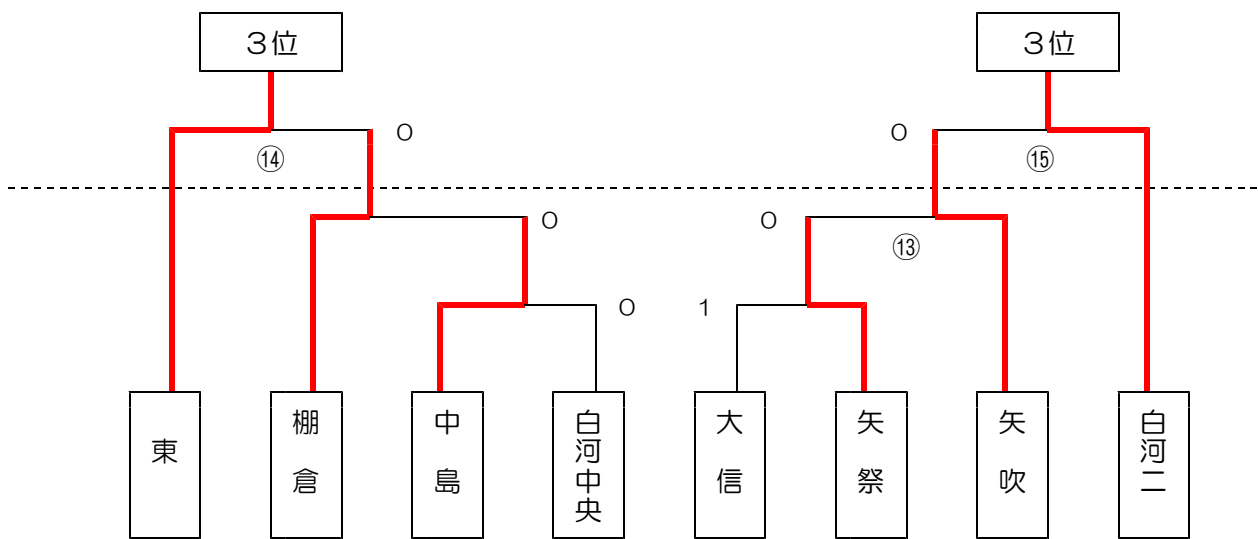 ３位
３位
０
０
⑭
⑮
０
０
⑬
０
１
東
棚倉
中島
白河中央
大信
矢祭
矢吹
白河二